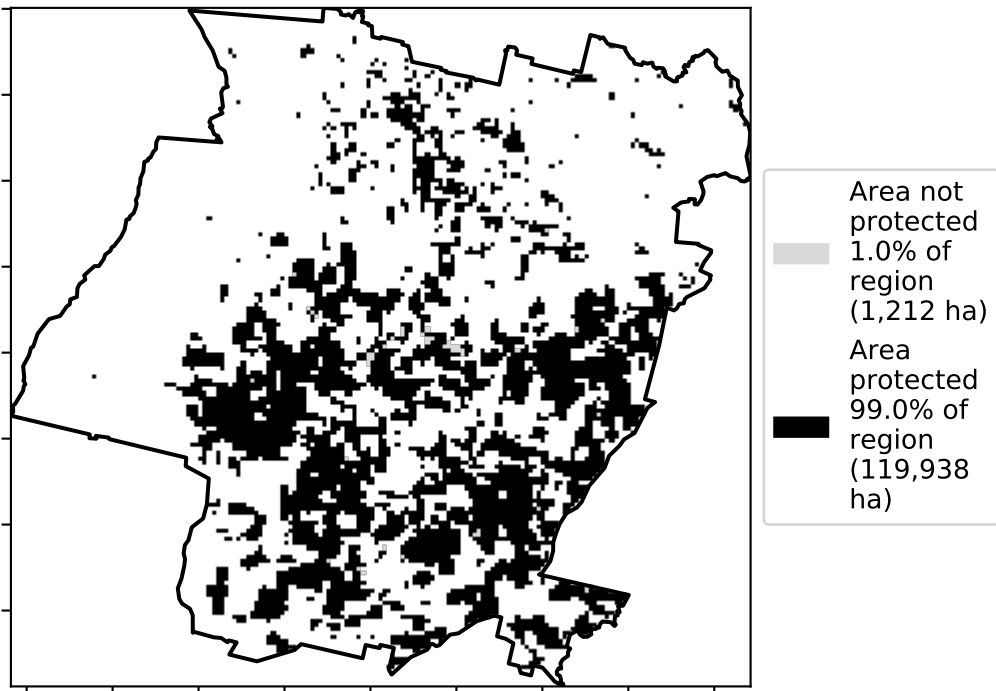 Area not
protected
1.0% of
region
(1,212 ha)
Area
protected
99.0% of
region
(119,938
ha)